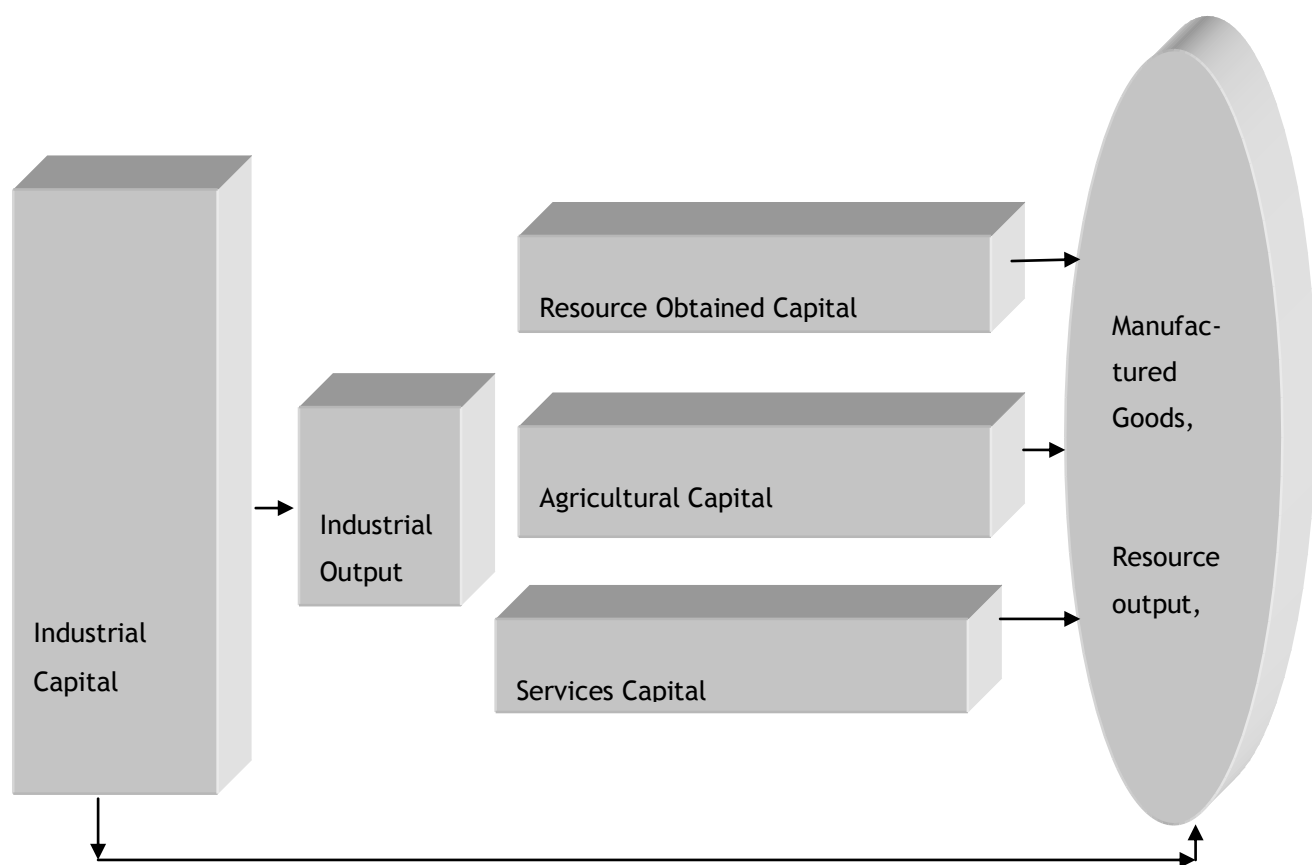 Industrial
Capital
Industrial
Output
Resource Obtained Capital
Agricultural Capital
Services Capital
Manufac-
tured
Goods,
Resource
output,